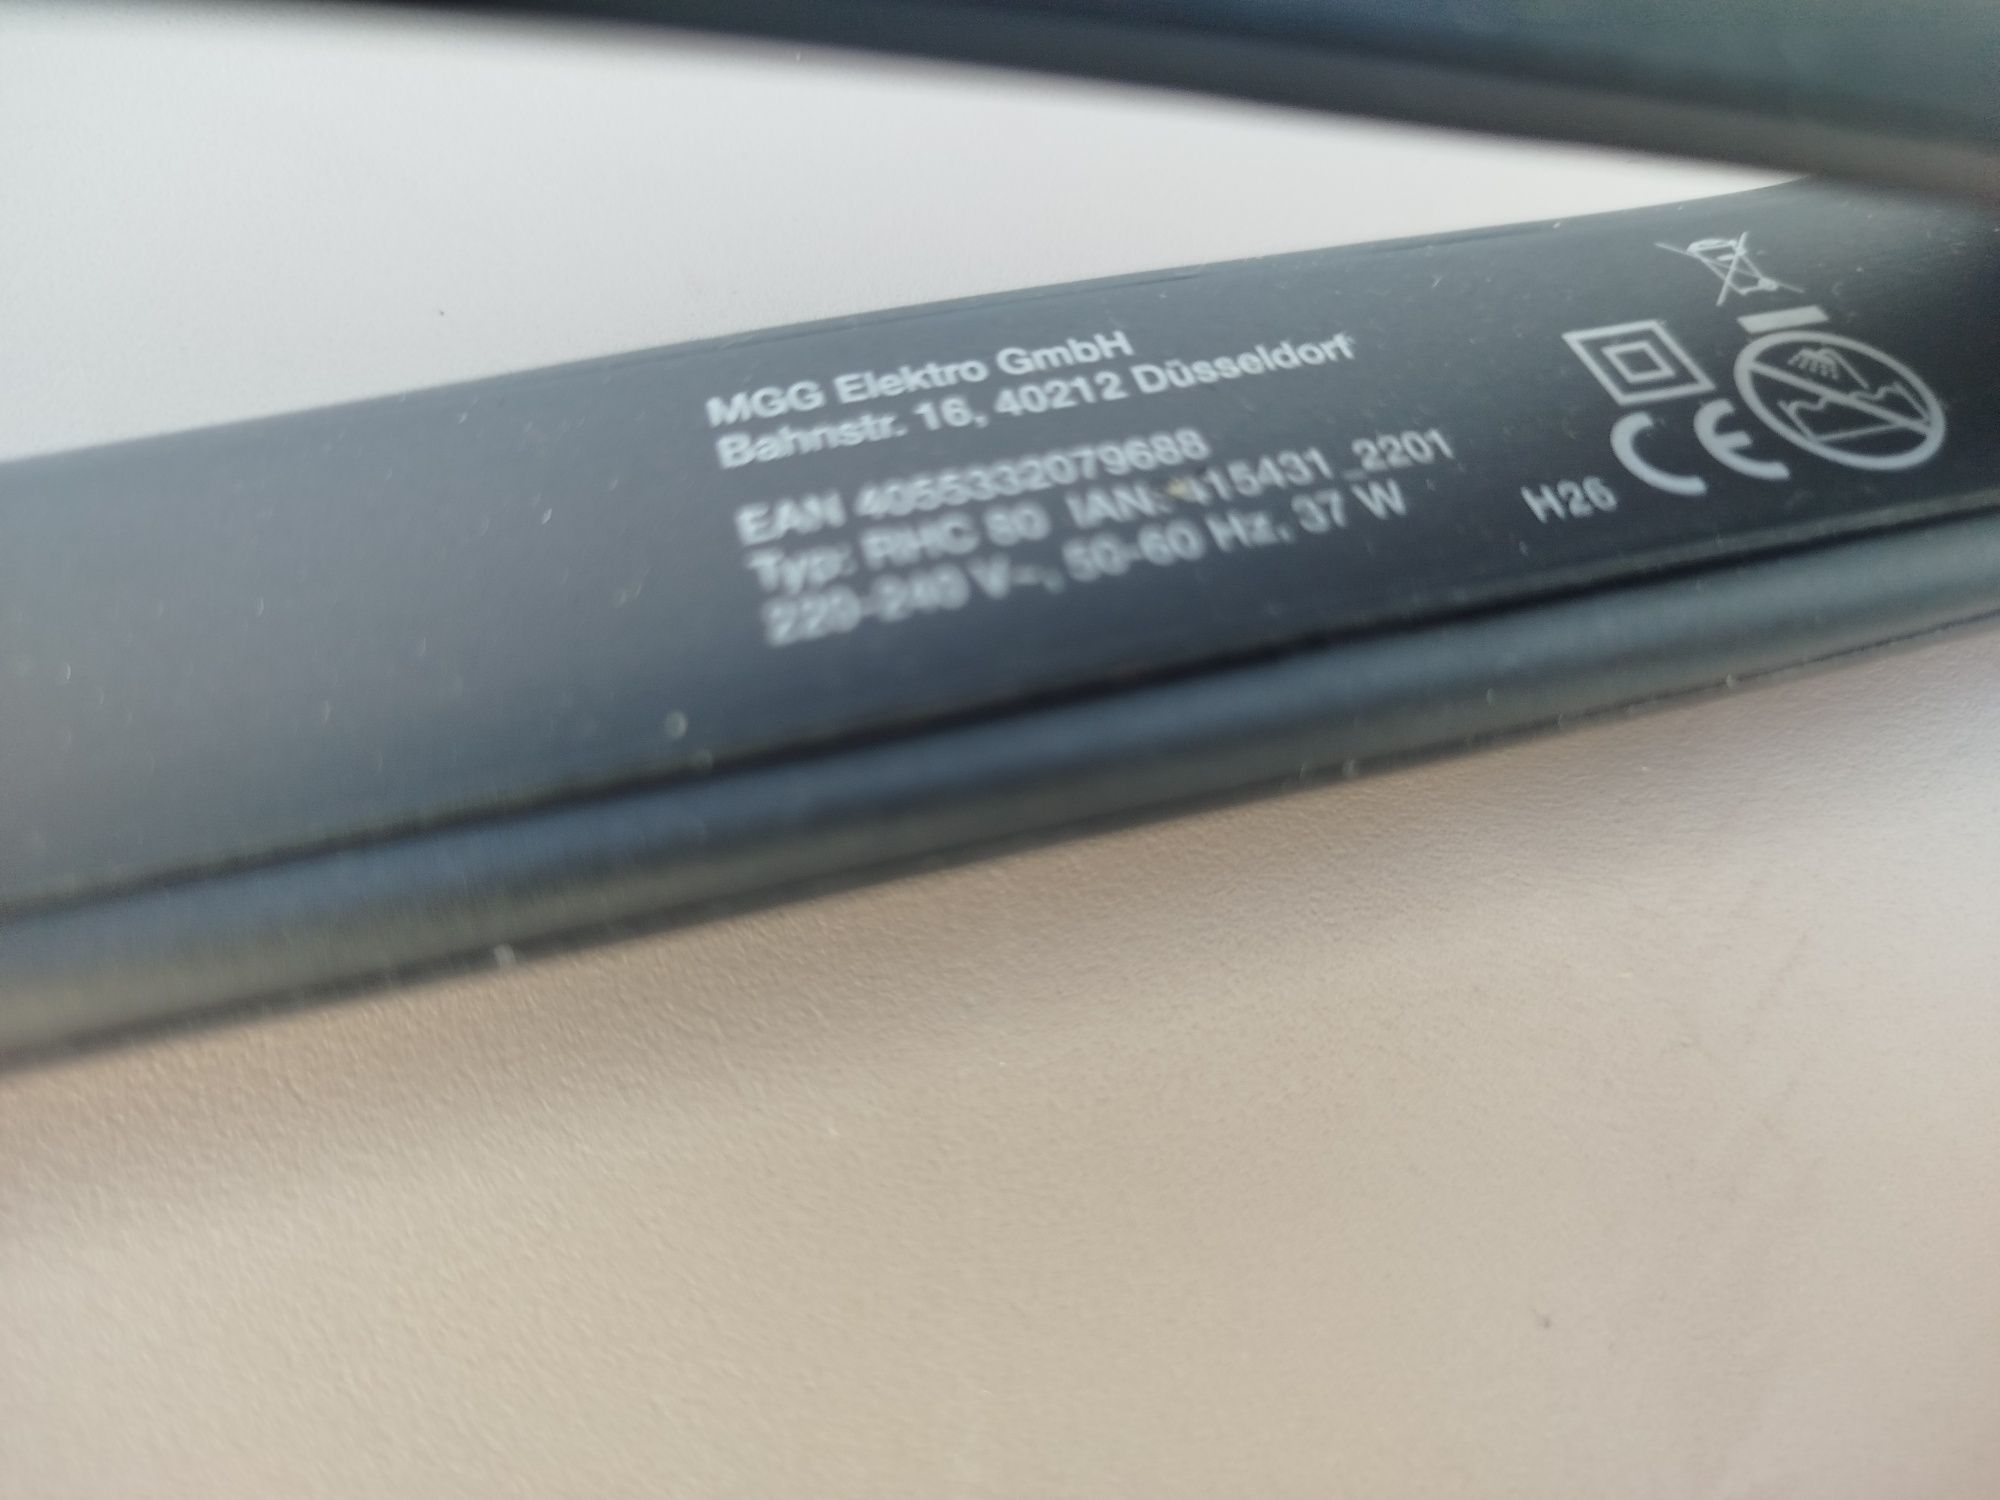 MGG Elektro GmbH
Bahnstr. 16, 40212 Düsseldorf
EAN 4055332079688
Typ: RHC 80 IAN: 415431_2201
220-240 V~, 50-60 Hz, 37 W
H26
CE